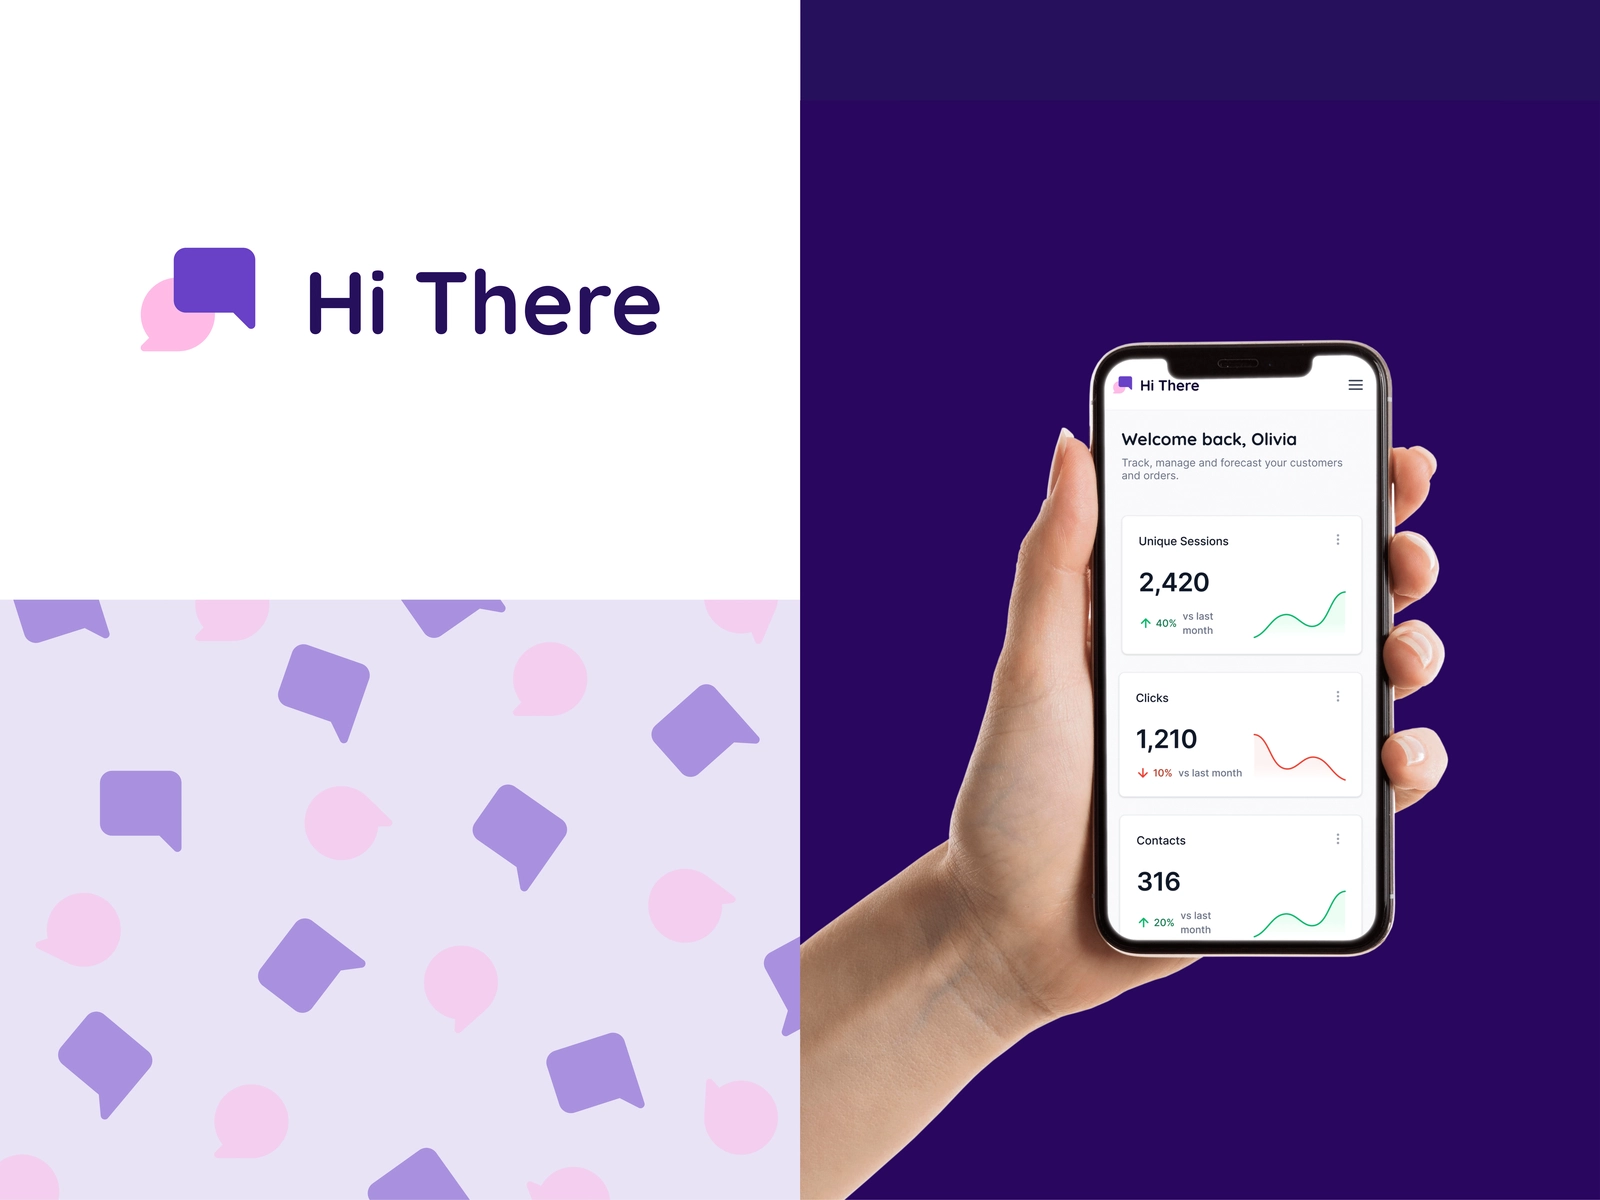 Hi There
Hi There
Welcome back, Olivia
Track, manage and forecast your customers
and orders.
Unique Sessions
2,420
40% vs last
month
Clicks
1,210
10% vs last month
Contacts
316
20% vs last
month